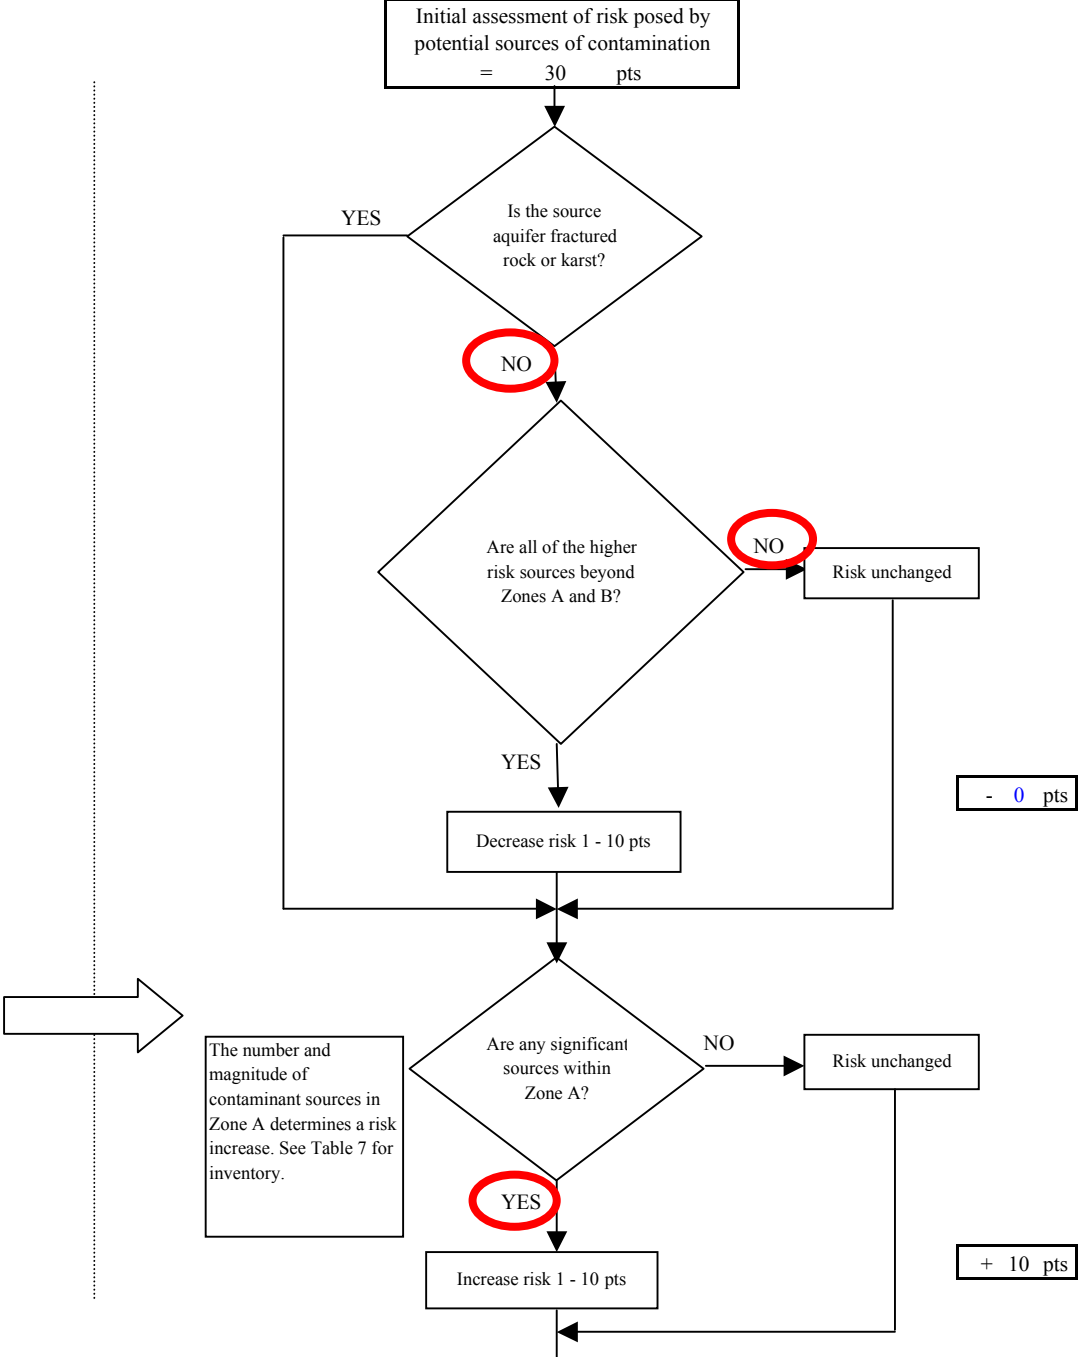 Initial assessment of risk posed by
potential sources of contamination
= 30 pts
YES
Is the source
aquifer fractured
rock or karst?
NO
Are all of the higher
risk sources beyond
Zones A and B?
NO
Risk unchanged
YES
- 0 pts
Decrease risk 1 - 10 pts
The number and
magnitude of
contaminant sources in
Zone A determines a risk
increase. See Table 7 for
inventory.
Are any significant
sources within
Zone A?
NO
Risk unchanged
YES
Increase risk 1 - 10 pts
+ 10 pts